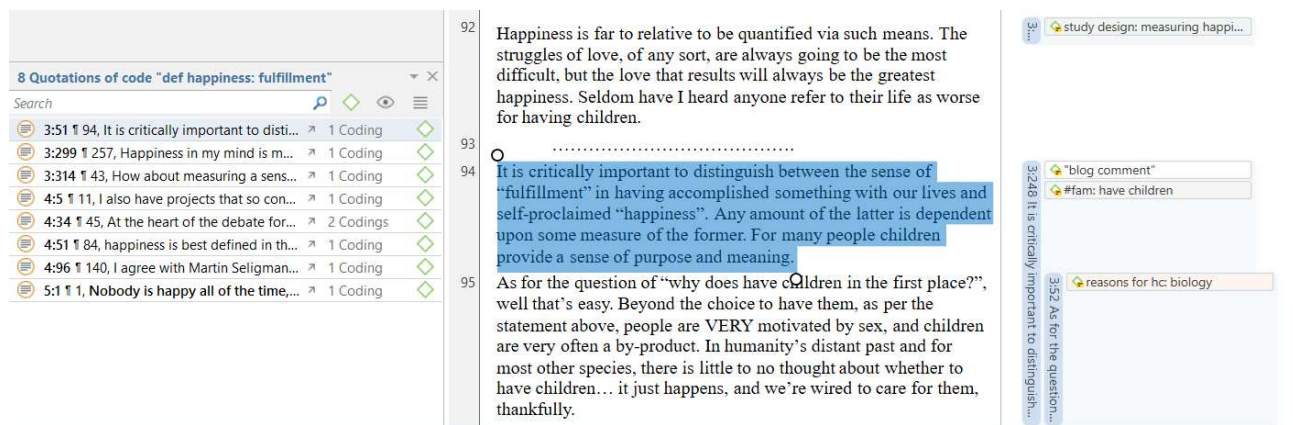 8 Quotations of code "def happiness: fulfillment"
Search
3:51 ¶ 94, It is critically important to disti... 1 Coding
3:299 ¶ 257, Happiness in my mind is m... 1 Coding
3:314 ¶ 43, How about measuring a sens... 1 Coding
4:5 ¶ 11, I also have projects that so con... 1 Coding
4:34 ¶ 45, At the heart of the debate for... 2 Codings
4:51 ¶ 84, happiness is best defined in th... 1 Coding
4:96 ¶ 140, I agree with Martin Seligman... 1 Coding
5:1 ¶ 1, Nobody is happy all of the time,... 1 Coding
92 Happiness is far to relative to be quantified via such means. The
struggles of love, of any sort, are always going to be the most
difficult, but the love that results will always be the greatest
happiness. Seldom have I heard anyone refer to their life as worse
for having children.
93 .......................................
94 It is critically important to distinguish between the sense of
“fulfillment” in having accomplished something with our lives and
self-proclaimed “happiness”. Any amount of the latter is dependent
upon some measure of the former. For many people children
provide a sense of purpose and meaning.
95 As for the question of “why does have children in the first place?”,
well that’s easy. Beyond the choice to have them, as per the
statement above, people are VERY motivated by sex, and children
are very often a by-product. In humanity’s distant past and for
most other species, there is little to no thought about whether to
have children… it just happens, and we’re wired to care for them,
thankfully.
3:...
study design: measuring happi...
3:248 It is critically important to distinguish...
"blog comment"
#fam: have children
3:52 As for the question...
reasons for hc: biology